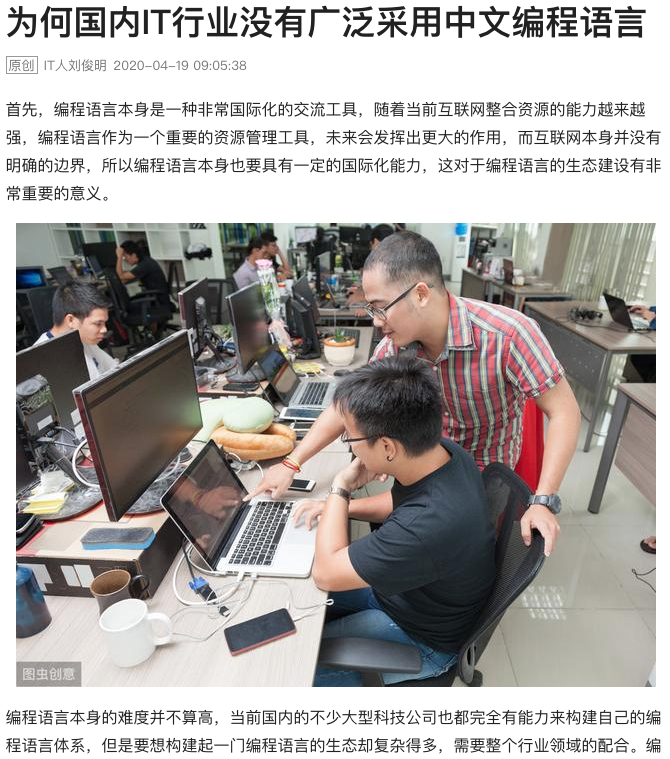 为何国内IT行业没有广泛采用中文编程语言
原创 IT人刘俊明 2020-04-19 09:05:38
首先，编程语言本身是一种非常国际化的交流工具，随着当前互联网整合资源的能力越来越
强，编程语言作为一个重要的资源管理工具，未来会发挥出更大的作用，而互联网本身并没有
明确的边界，所以编程语言本身也要具有一定的国际化能力，这对于编程语言的生态建设有非
常重要的意义。
图虫创意
编程语言本身的难度并不算高，当前国内的不少大型科技公司也都完全有能力来构建自己的编
程语言体系，但是要想构建起一门编程语言的生态却复杂得多，需要整个行业领域的配合。编